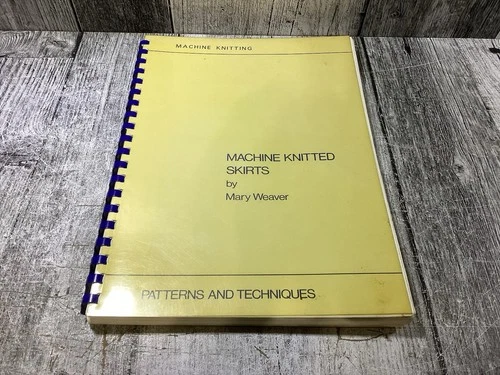 MACHINE KNITTING
MACHINE KNITTED
SKIRTS
by
Mary Weaver
PATTERNS AND TECHNIQUES